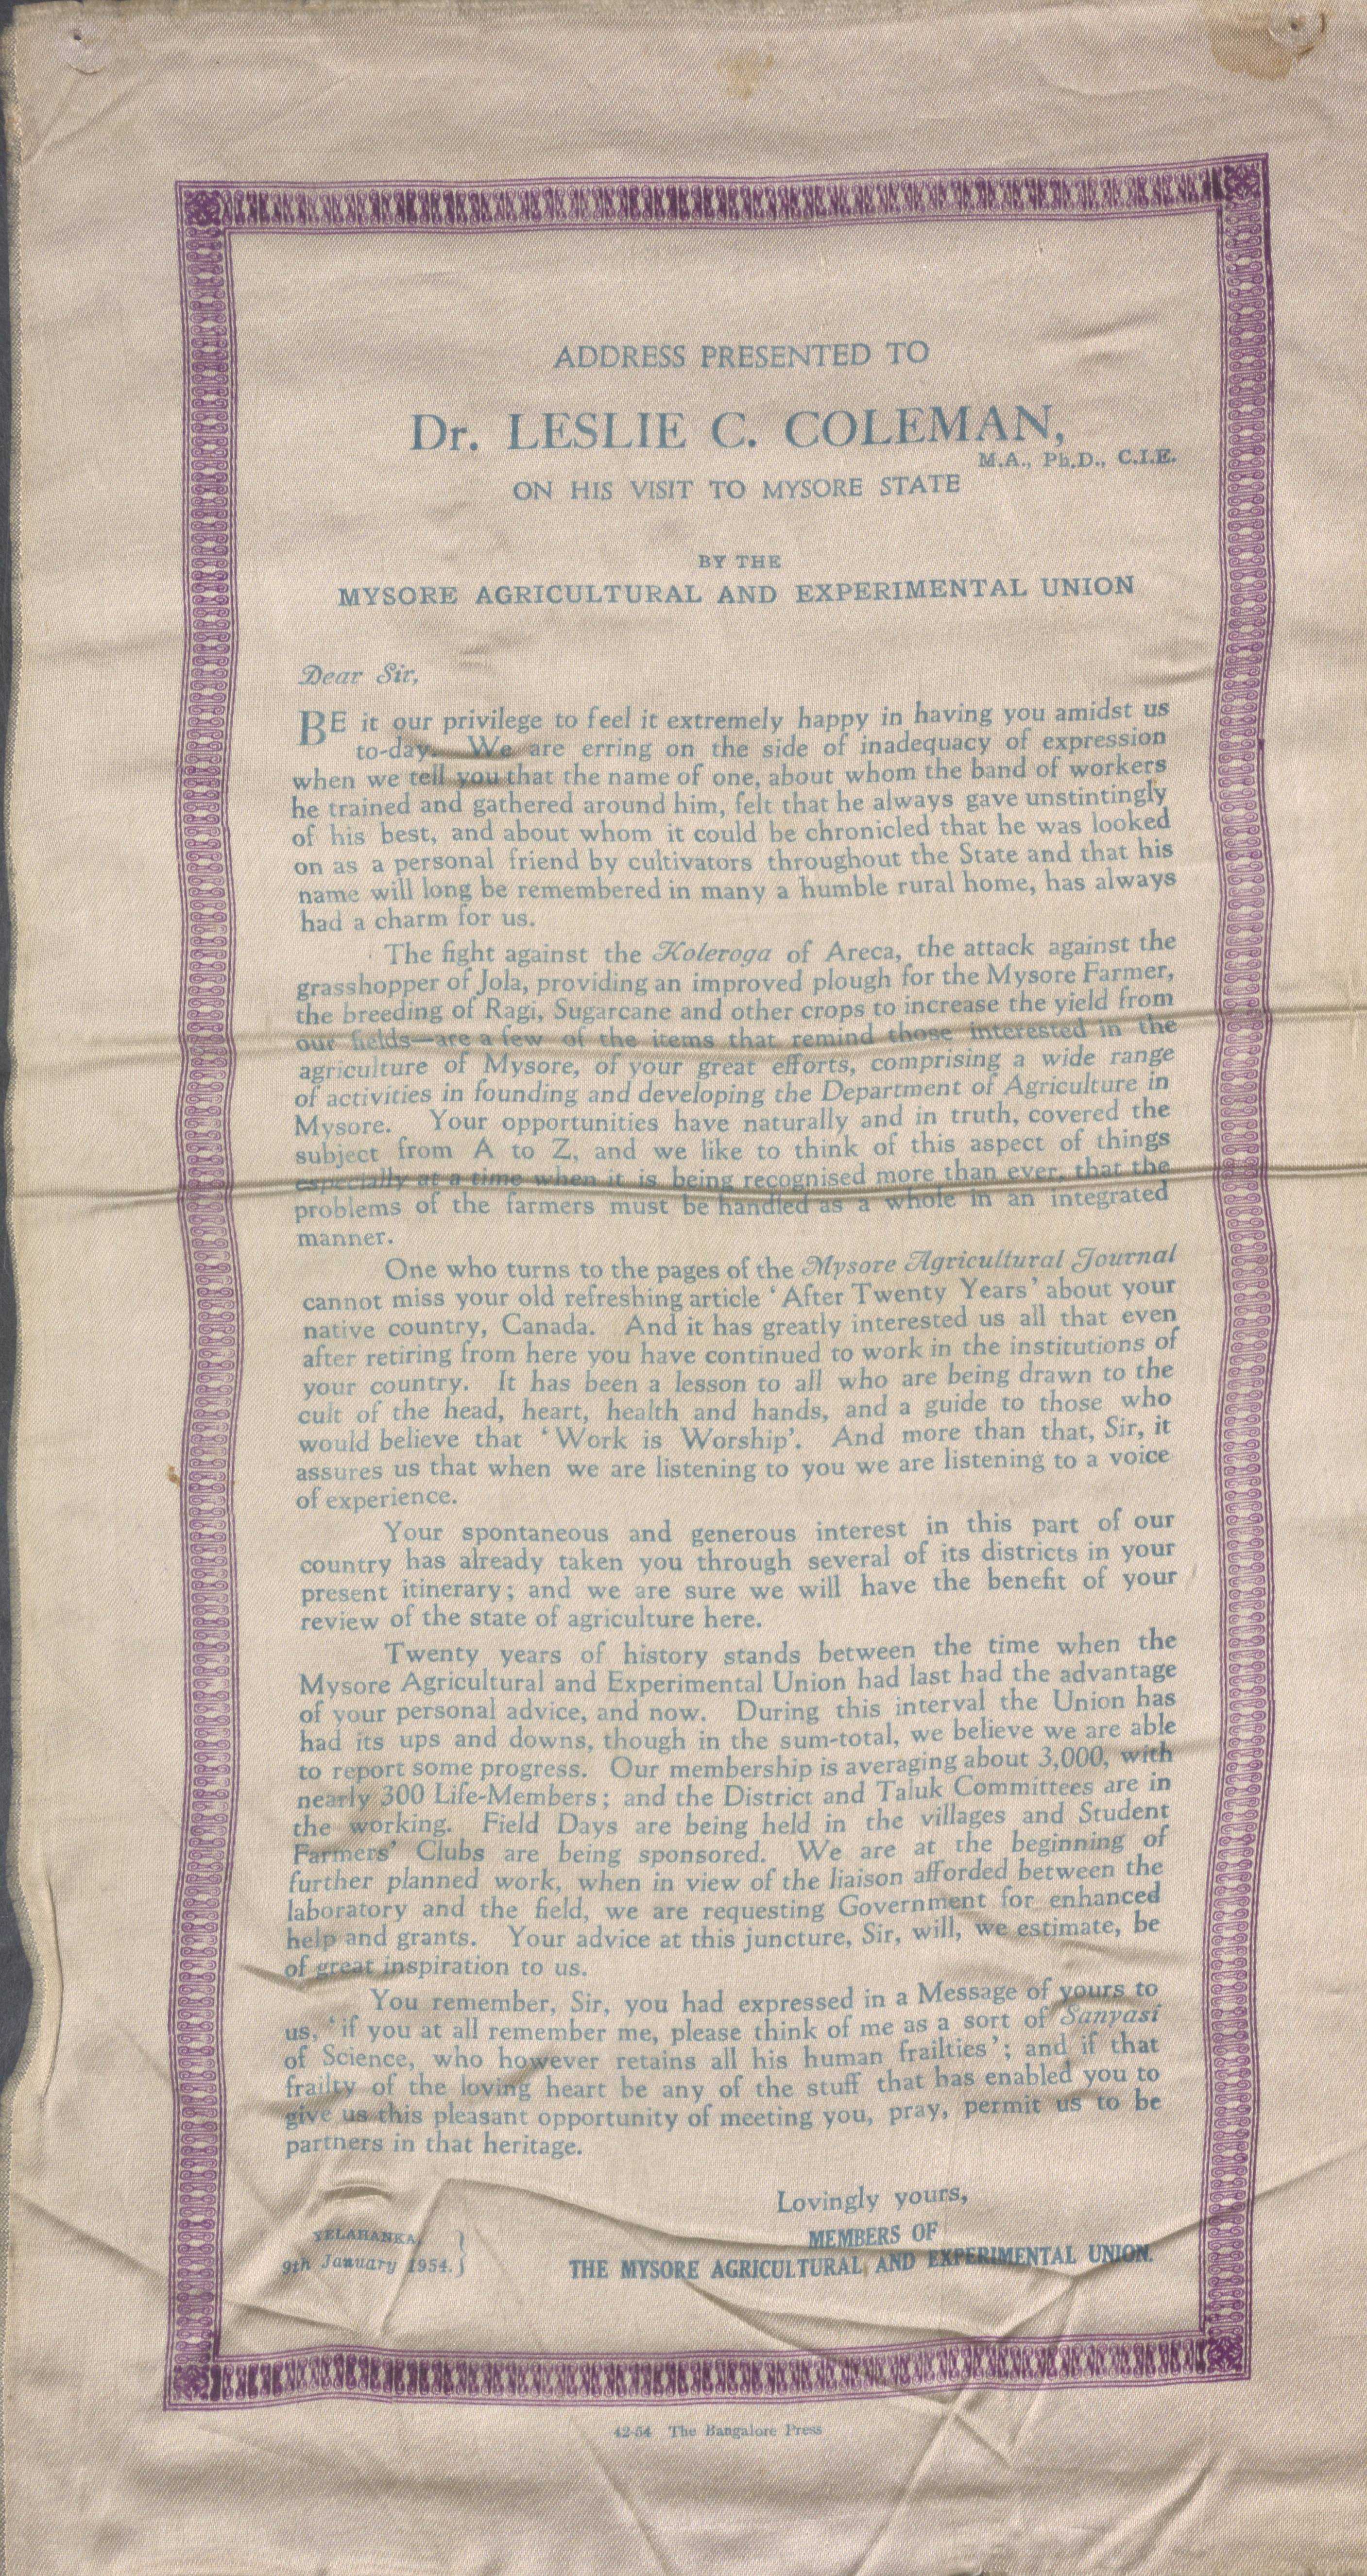 ADDRESS PRESENTED TO
Dr. LESLIE C. COLEMAN,
M.A., Ph.D., C.I.E.
ON HIS VISIT TO MYSORE STATE
BY THE
MYSORE AGRICULTURAL AND EXPERIMENTAL UNION
Dear Sir,
BE it our privilege to feel it extremely happy in having you amidst us
to-day. We are erring on the side of inadequacy of expression
when we tell you that the name of one, about whom the band of workers
he trained and gathered around him, felt that he always gave unstintingly
of his best, and about whom it could be chronicled that he was looked
on as a personal friend by cultivators throughout the State and that his
name will long be remembered in many a humble rural home, has always
had a charm for us.
The fight against the Koleroga of Areca, the attack against the
grasshopper of Jola, providing an improved plough for the Mysore Farmer,
the breeding of Ragi, Sugarcane and other crops to increase the yield from
our fields—are a few of the items that remind those interested in the
agriculture of Mysore, of your great efforts, comprising a wide range
of activities in founding and developing the Department of Agriculture in
Mysore. Your opportunities have naturally and in truth, covered the
subject from A to Z, and we like to think of this aspect of things
especially at a time when it is being recognised more than ever, that the
problems of the farmers must be handled as a whole in an integrated
manner.
One who turns to the pages of the Mysore Agricultural Journal
cannot miss your old refreshing article ‘After Twenty Years’ about your
native country, Canada. And it has greatly interested us all that even
after retiring from here you have continued to work in the institutions of
your country. It has been a lesson to all who are being drawn to the
cult of the head, heart, health and hands, and a guide to those who
would believe that ‘Work is Worship’. And more than that, Sir, it
assures us that when we are listening to you we are listening to a voice
of experience.
Your spontaneous and generous interest in this part of our
country has already taken you through several of its districts in your
present itinerary; and we are sure we will have the benefit of your
review of the state of agriculture here.
Twenty years of history stands between the time when the
Mysore Agricultural and Experimental Union had last had the advantage
of your personal advice, and now. During this interval the Union has
had its ups and downs, though in the sum-total, we believe we are able
to report some progress. Our membership is averaging about 3,000, with
nearly 300 Life-Members; and the District and Taluk Committees are in
the working. Field Days are being held in the villages and Student
Farmers’ Clubs are being sponsored. We are at the beginning of
further planned work, when in view of the liaison afforded between the
laboratory and the field, we are requesting Government for enhanced
help and grants. Your advice at this juncture, Sir, will, we estimate, be
of great inspiration to us.
You remember, Sir, you had expressed in a Message of yours to
us, ‘if you at all remember me, please think of me as a sort of Sanyasi
of Science, who however retains all his human frailties’; and if that
frailty of the loving heart be any of the stuff that has enabled you to
give us this pleasant opportunity of meeting you, pray, permit us to be
partners in that heritage.
Lovingly yours,
MEMBERS OF
THE MYSORE AGRICULTURAL AND EXPERIMENTAL UNION.
YELAHANKA,
9th January 1954.
42-54 The Bangalore Press